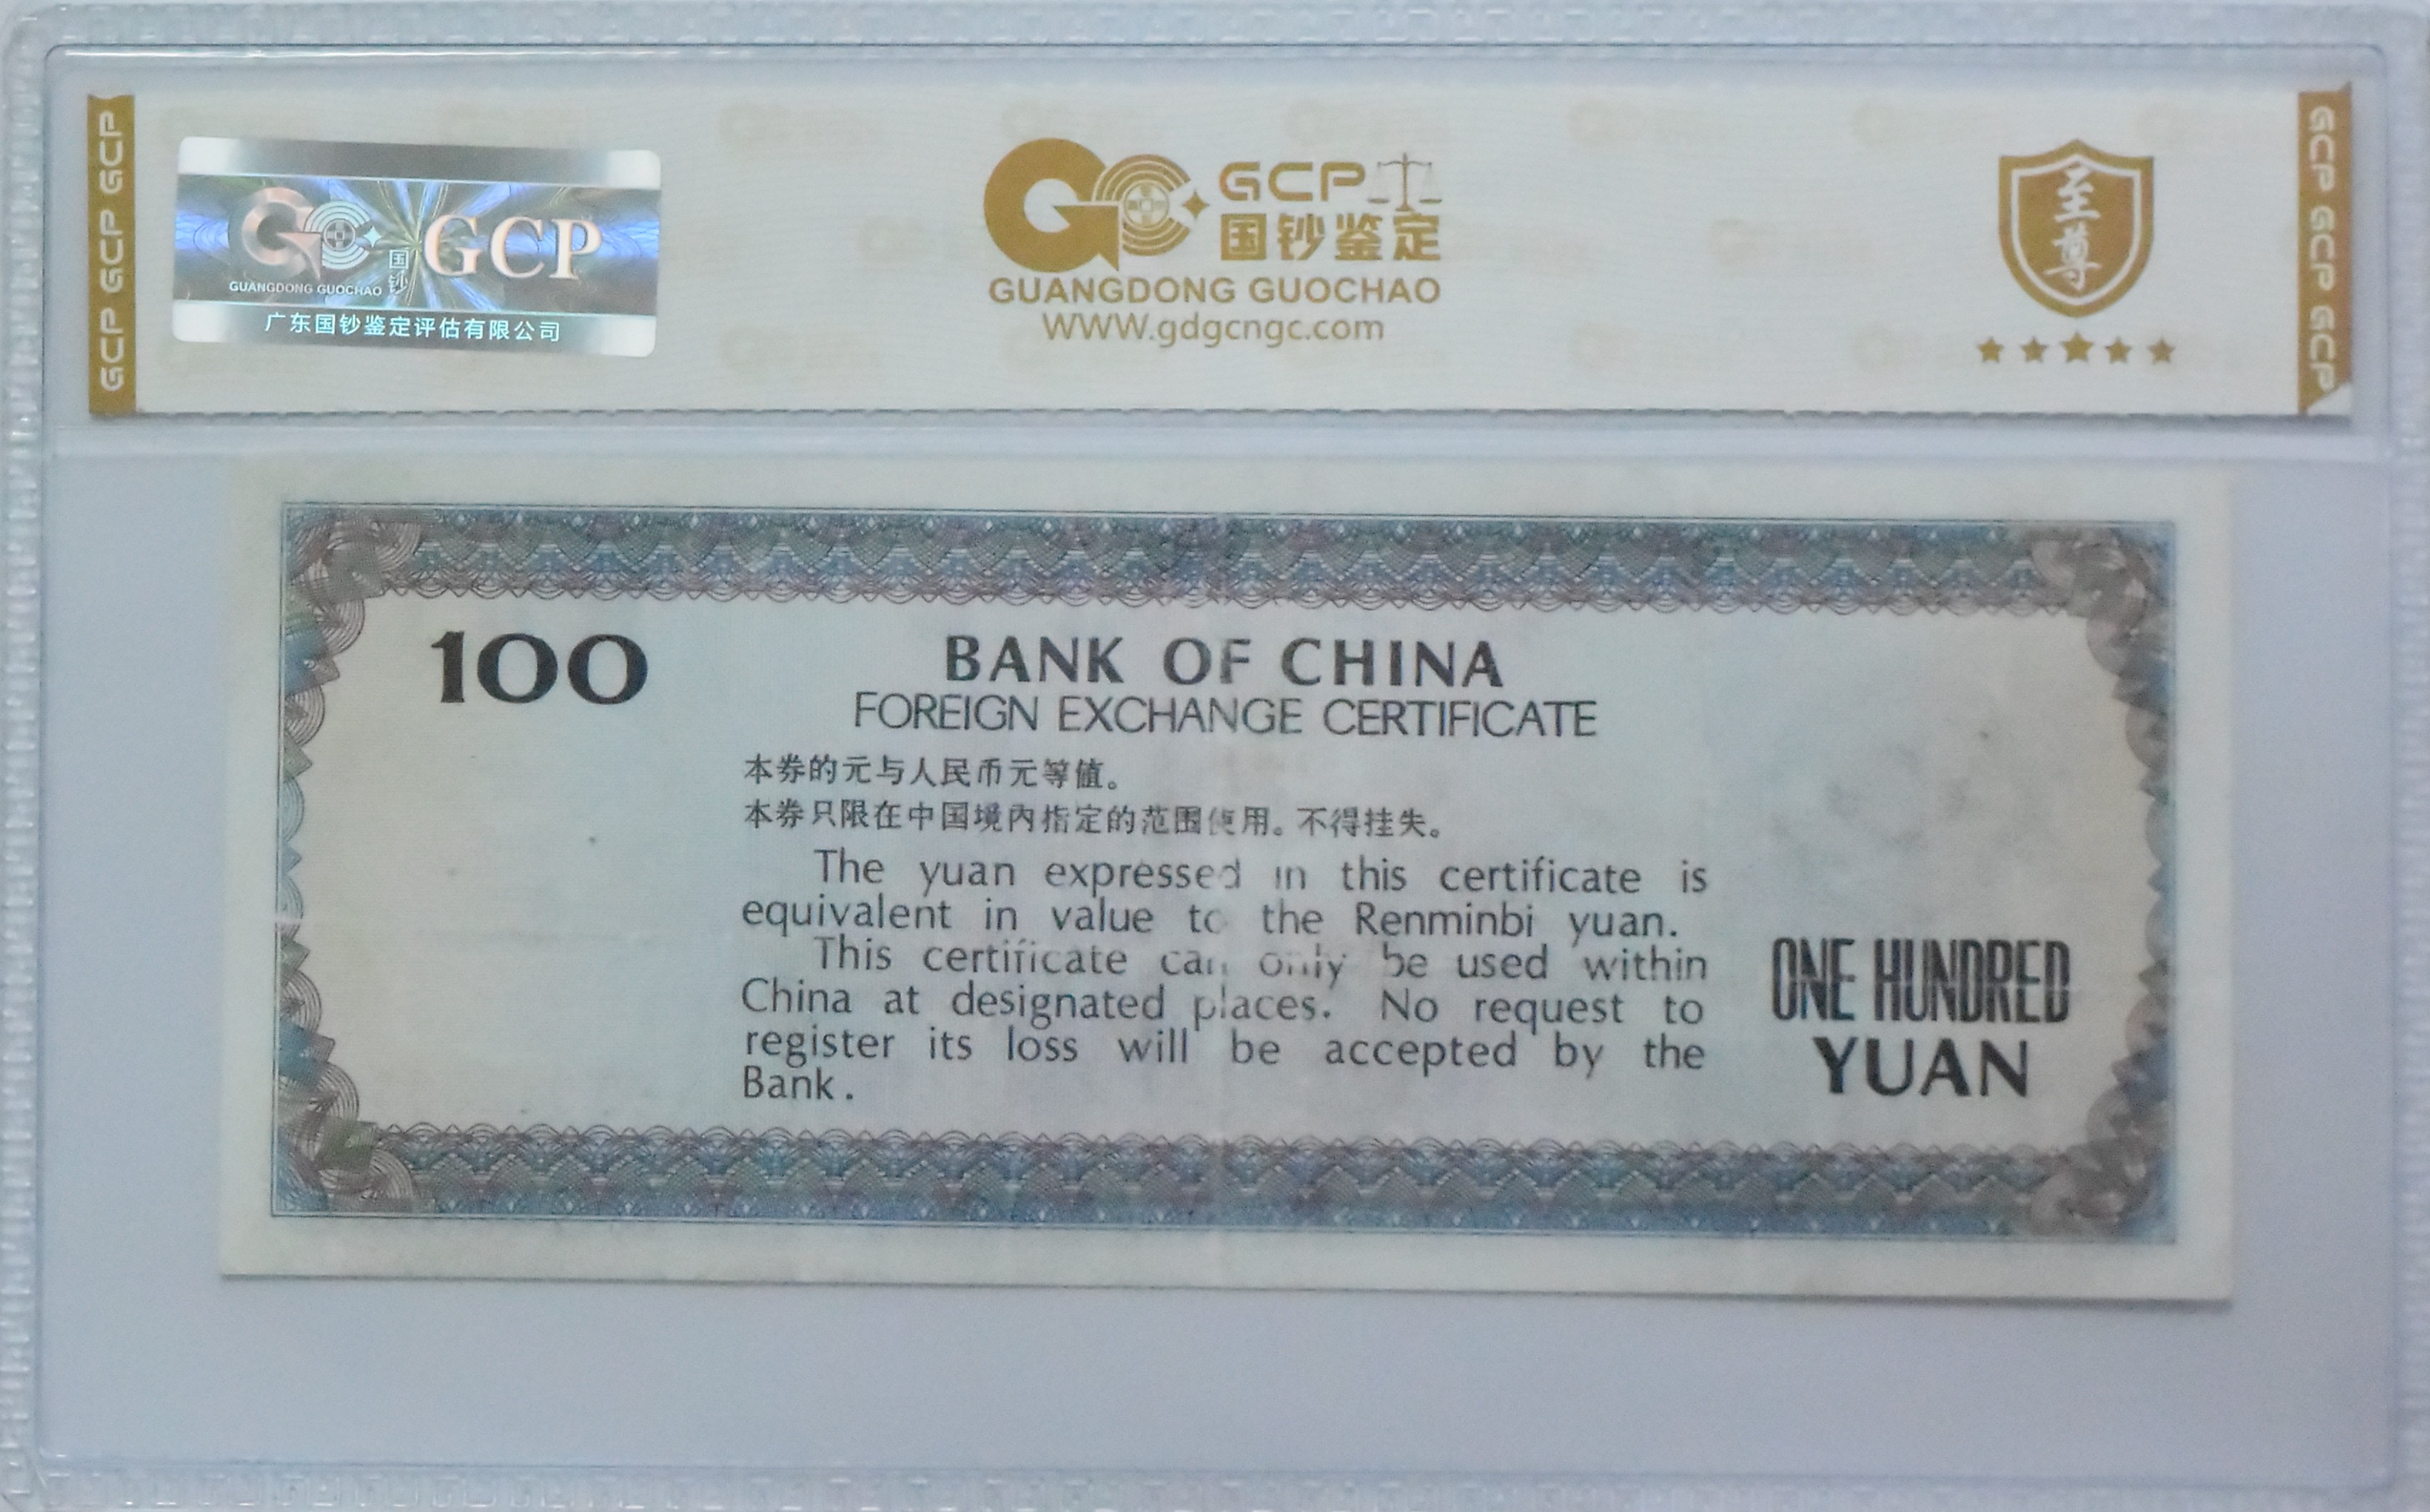 GCP GCP GCP
GC 国钞 GCP
GUANGDONG GUOCHAO
广东国钞鉴定评估有限公司
GC GCP
国钞鉴定
GUANGDONG GUOCHAO
WWW.gdgcngc.com
至尊
GCP GCP GCP
100
BANK OF CHINA
FOREIGN EXCHANGE CERTIFICATE
本券的元与人民币元等値。
本券只限在中国境内指定的范围使用。不得挂失。
The yuan expressed in this certificate is
equivalent in value to the Renminbi yuan.
This certificate can only be used within
China at designated places. No request to
register its loss will be accepted by the
Bank.
ONE HUNDRED
YUAN